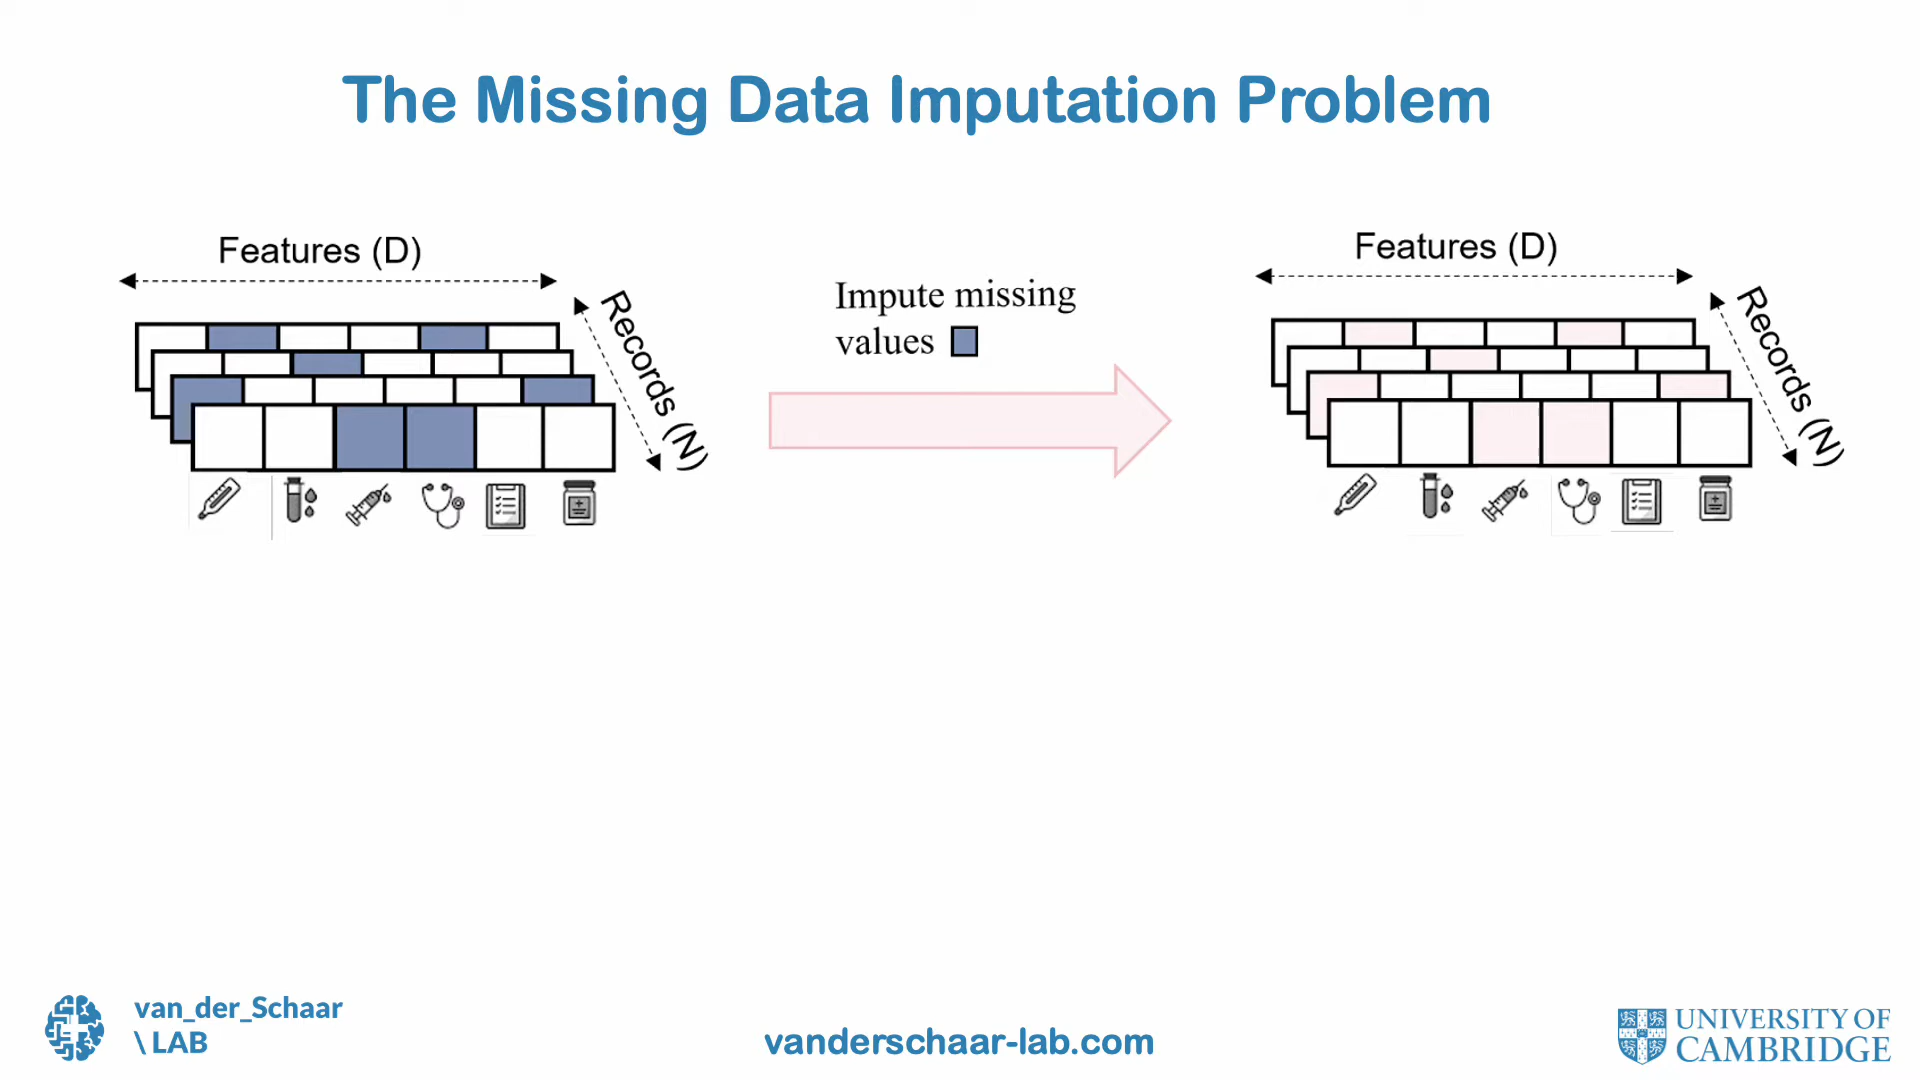 The Missing Data Imputation Problem
Features (D)
Records (N)
Impute missing
values
Features (D)
Records (N)
van_der_Schaar
\ LAB
vanderschaar-lab.com
UNIVERSITY OF
CAMBRIDGE